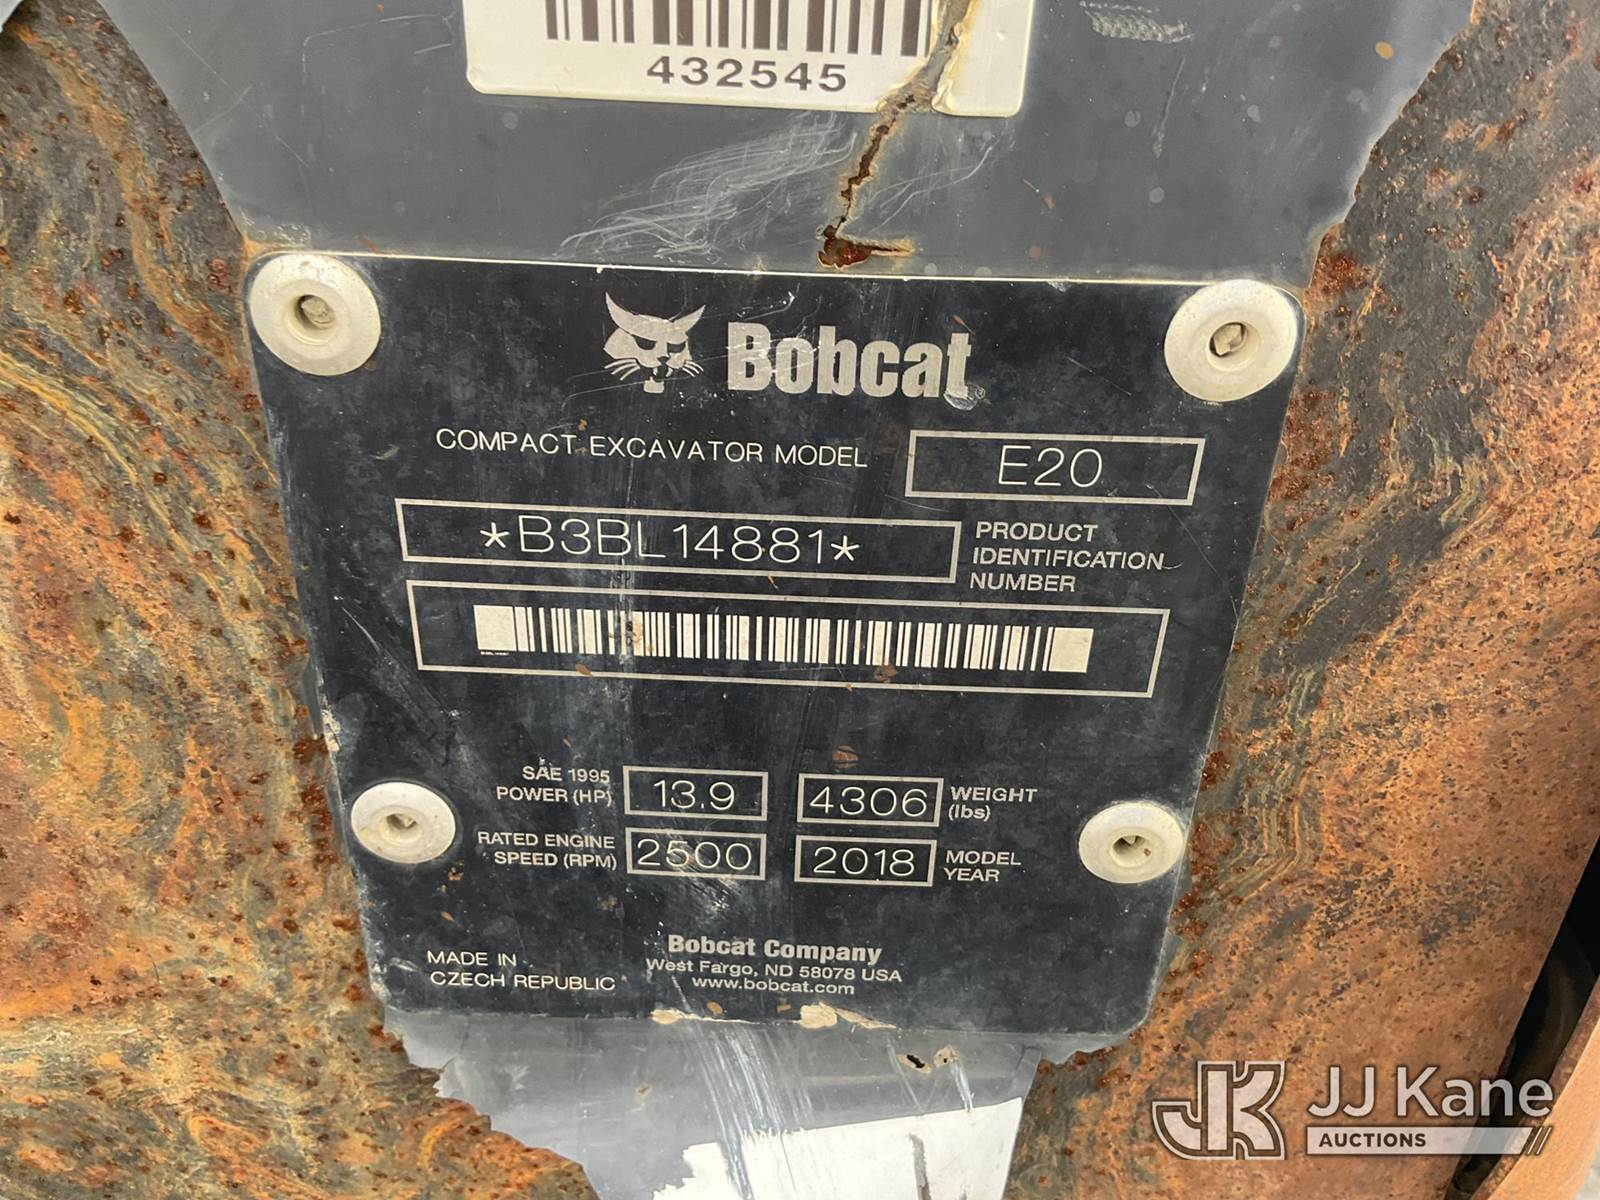 432545
Bobcat
COMPACT EXCAVATOR MODEL E20
*B3BL14881*
PRODUCT
IDENTIFICATION
NUMBER
SAE 1995
POWER (HP) 13.9
4306 WEIGHT
(lbs)
RATED ENGINE
SPEED (RPM) 2500
2018 MODEL
YEAR
MADE IN
CZECH REPUBLIC
Bobcat Company
West Fargo, ND 58078 USA
www.bobcat.com
JK JJ Kane
AUCTIONS